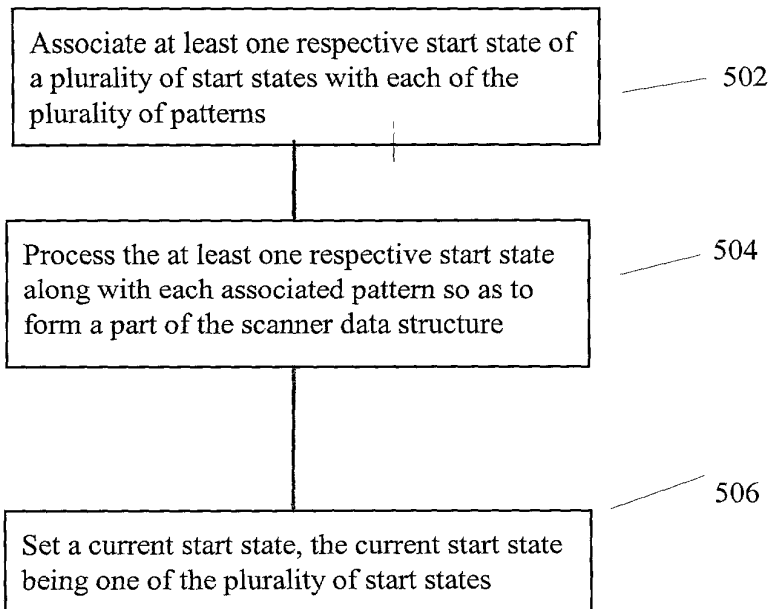 Associate at least one respective start state of
a plurality of start states with each of the
plurality of patterns
502
Process the at least one respective start state
along with each associated pattern so as to
form a part of the scanner data structure
504
506
Set a current start state, the current start state
being one of the plurality of start states